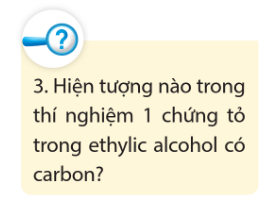 ?
3. Hiện tượng nào trong
thí nghiệm 1 chứng tỏ
trong ethylic alcohol có
carbon?